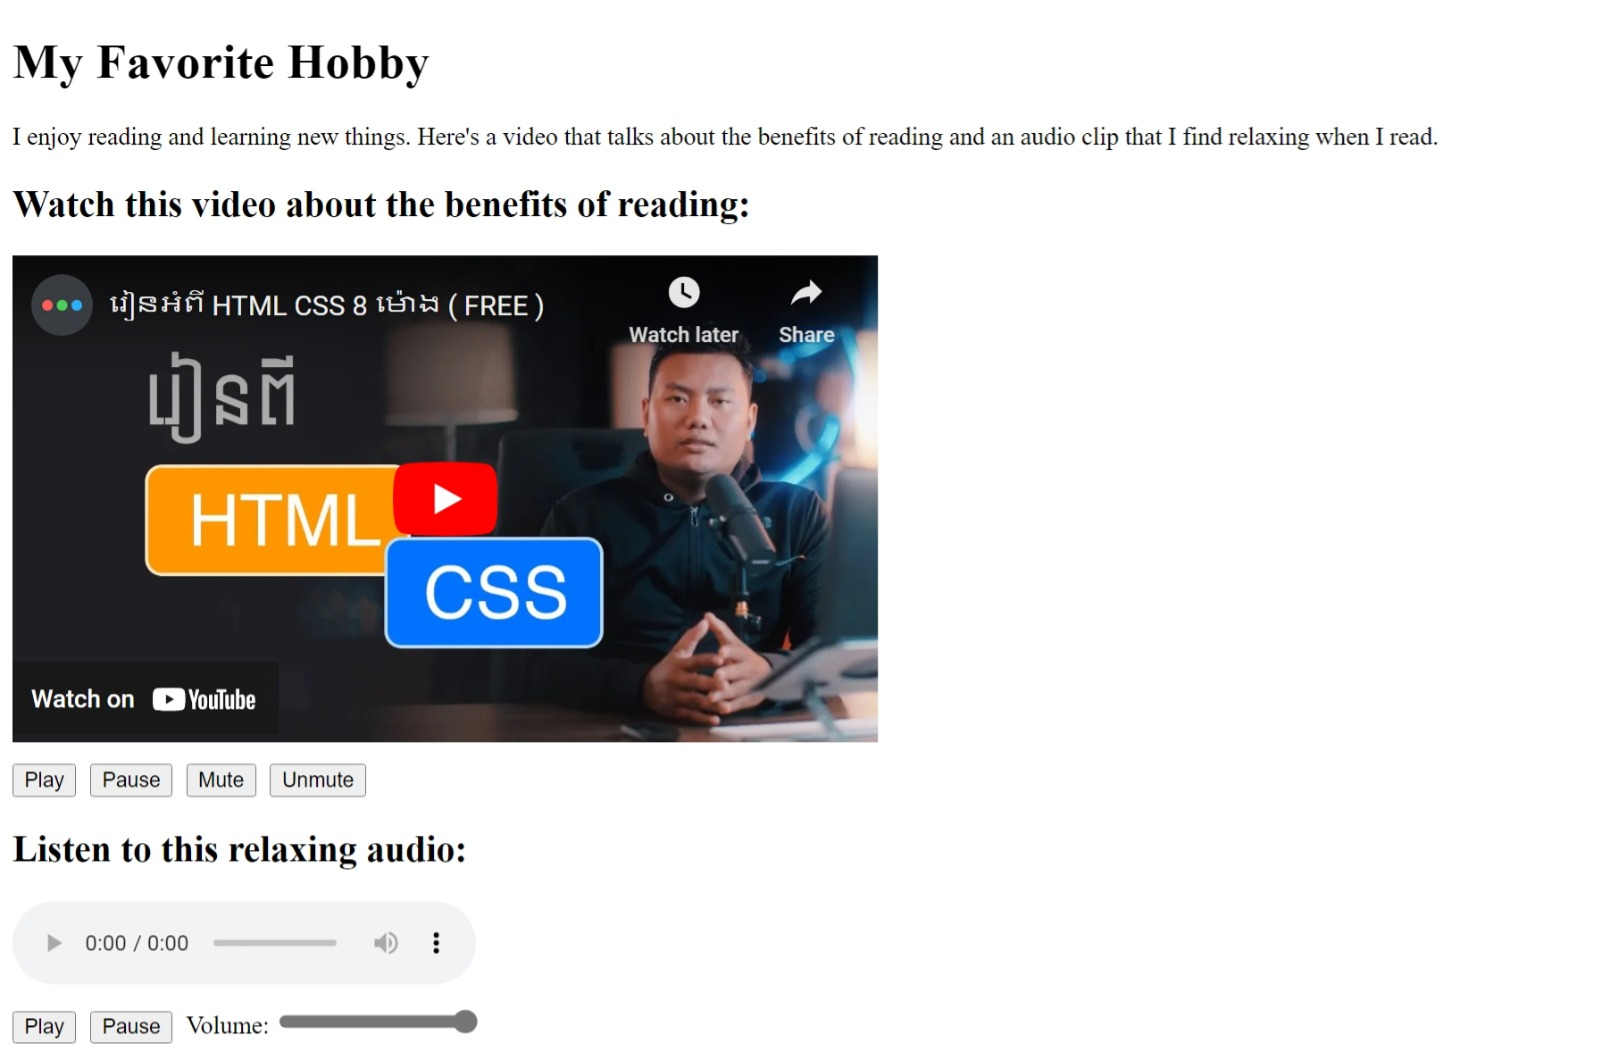 My Favorite Hobby
I enjoy reading and learning new things. Here's a video that talks about the benefits of reading and an audio clip that I find relaxing when I read.
Watch this video about the benefits of reading:
រៀនអំពី HTML CSS 8 ម៉ោង ( FREE )
Watch later
Share
រៀនពី
HTML
CSS
Watch on YouTube
Play Pause Mute Unmute
Listen to this relaxing audio:
0:00 / 0:00
Play Pause Volume: